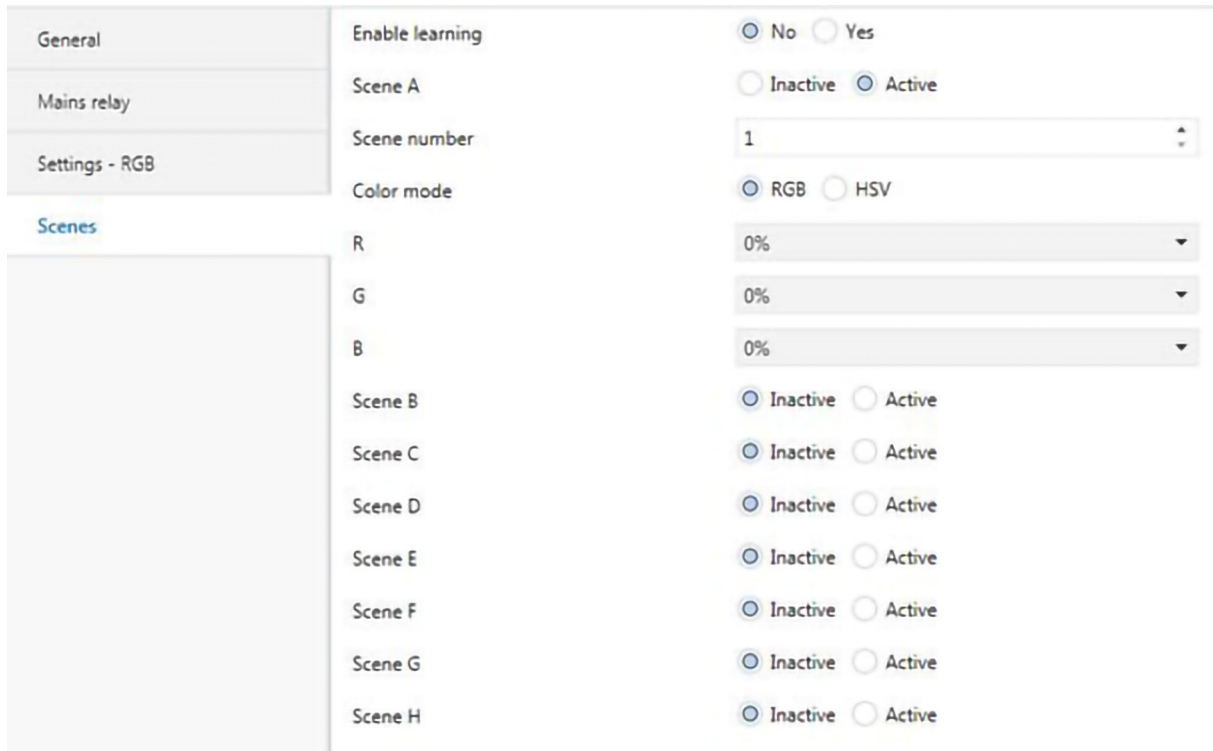 General
Mains relay
Settings - RGB
Scenes
Enable learning No Yes
Scene A Inactive Active
Scene number 1
Color mode RGB HSV
R 0%
G 0%
B 0%
Scene B Inactive Active
Scene C Inactive Active
Scene D Inactive Active
Scene E Inactive Active
Scene F Inactive Active
Scene G Inactive Active
Scene H Inactive Active